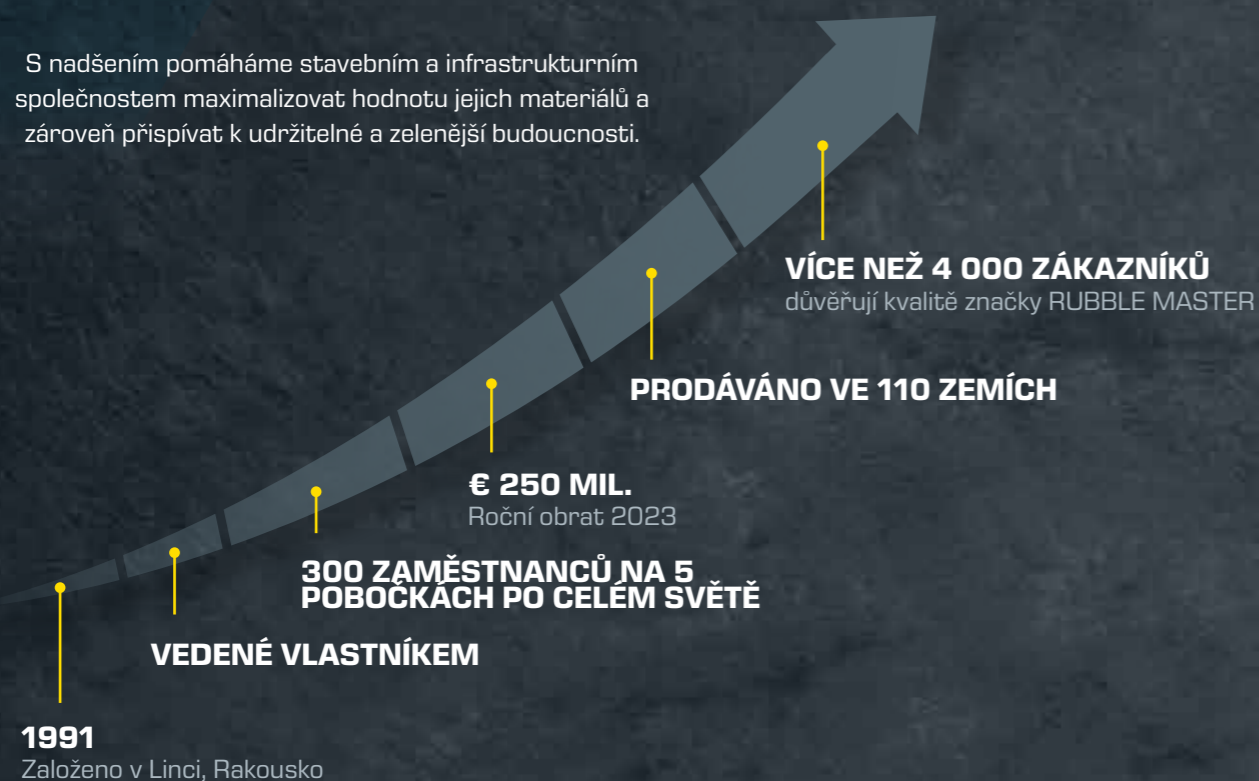 S nadšením pomáháme stavebním a infrastrukturním
společnostem maximalizovat hodnotu jejich materiálů a
zároveň přispívat k udržitelné a zelenější budoucnosti.
VÍCE NEŽ 4 000 ZÁKAZNÍKŮ
důvěřují kvalitě značky RUBBLE MASTER
PRODÁVÁNO VE 110 ZEMÍCH
€ 250 MIL.
Roční obrat 2023
300 ZAMĚSTNANCŮ NA 5
POBOČKÁCH PO CELÉM SVĚTĚ
VEDENÉ VLASTNÍKEM
1991
Založeno v Linci, Rakousko